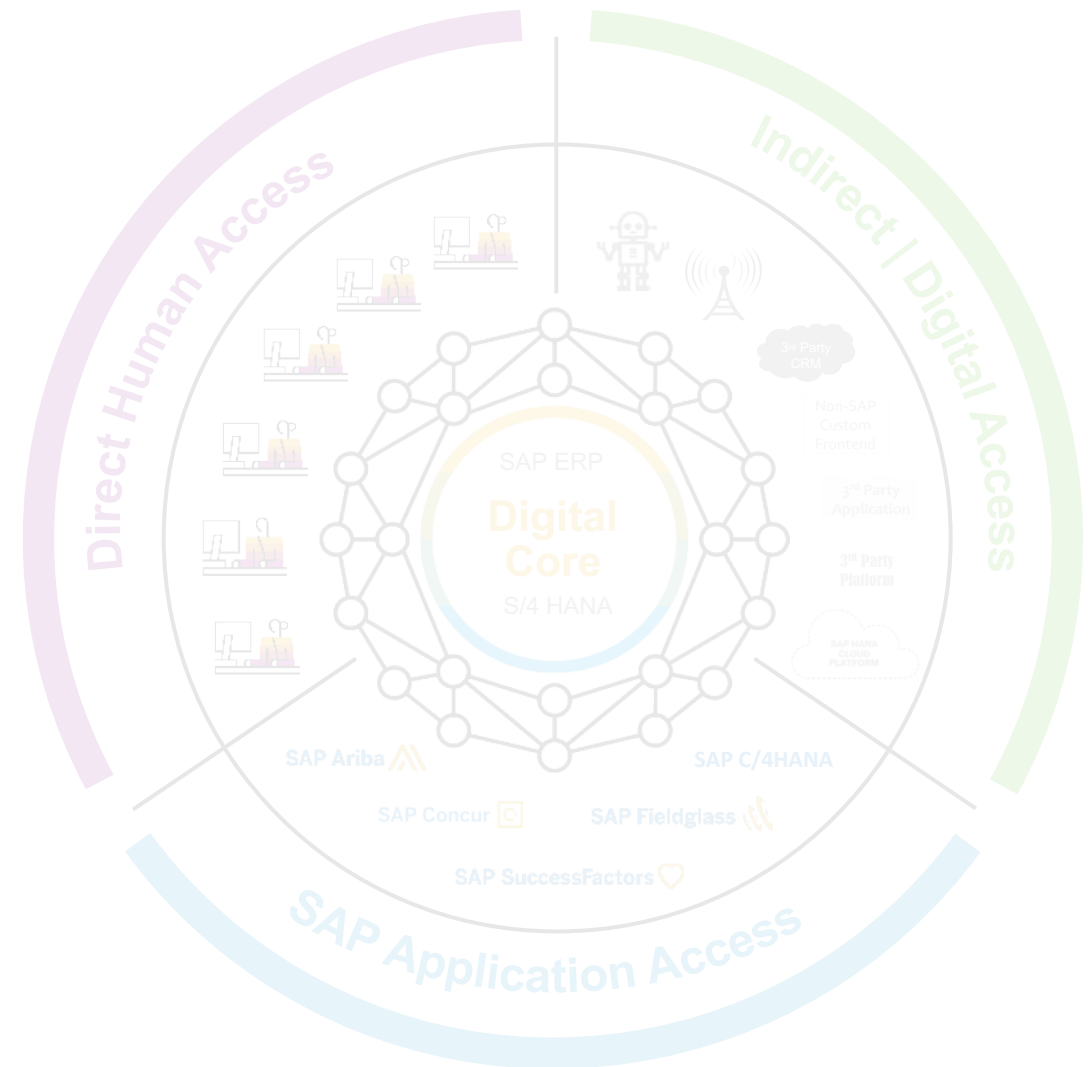 Direct Human Access
Indirect | Digital Access
3rd Party
CRM
Non-SAP
Custom
Frontend
3rd Party
Application
3rd Party
Platform
SAP HANA
CLOUD
PLATFORM
SAP ERP
Digital
Core
S/4 HANA
SAP Ariba
SAP C/4HANA
SAP Concur
SAP Fieldglass
SAP SuccessFactors
SAP Application Access